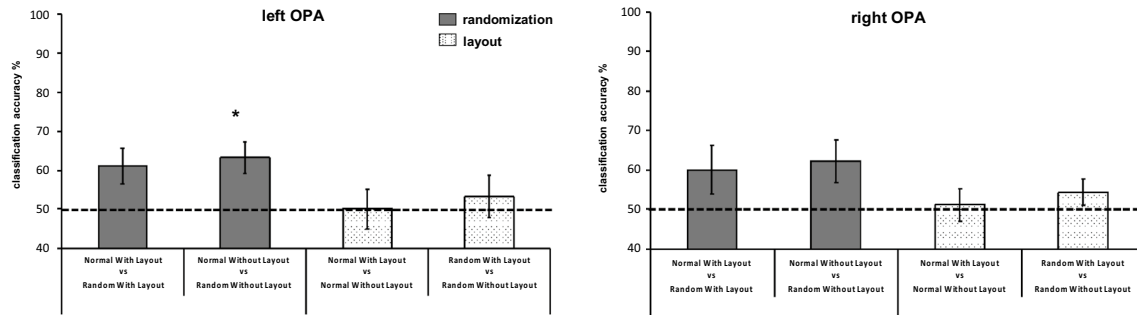 left OPA
100
90
80
70
60
50
40
classification accuracy %
randomization
layout
*
Normal With Layout
vs
Random With Layout
Normal Without Layout
vs
Random Without Layout
Normal With Layout
vs
Normal Without Layout
Random With Layout
vs
Random Without Layout
right OPA
100
90
80
70
60
50
40
classification accuracy %
Normal With Layout
vs
Random With Layout
Normal Without Layout
vs
Random Without Layout
Normal With Layout
vs
Normal Without Layout
Random With Layout
vs
Random Without Layout